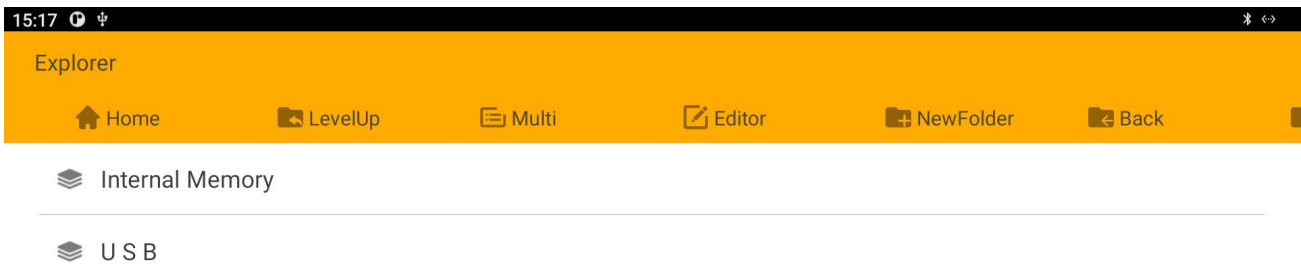 15:17
Explorer
Home LevelUp Multi Editor NewFolder Back
Internal Memory
U S B